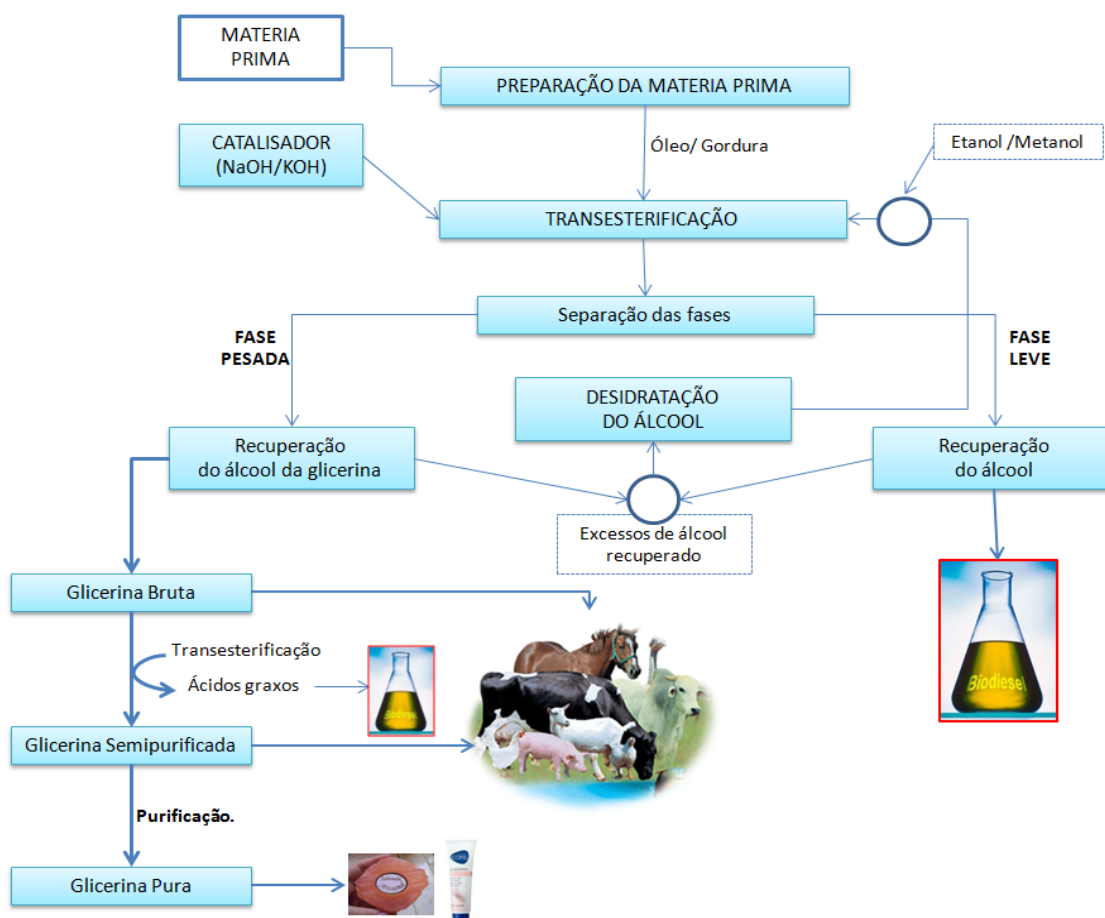 MATERIA
PRIMA
PREPARAÇÃO DA MATERIA PRIMA
CATALISADOR
(NaOH/KOH)
Óleo/ Gordura
Etanol /Metanol
TRANSESTERIFICAÇÃO
Separação das fases
FASE
PESADA
FASE
LEVE
DESIDRATAÇÃO
DO ÁLCOOL
Recuperação
do álcool da glicerina
Recuperação
do álcool
Excessos de álcool
recuperado
Glicerina Bruta
Transesterificação
Ácidos graxos
Biodiesel
Biodiesel
Glicerina Semipurificada
Purificação.
Glicerina Pura